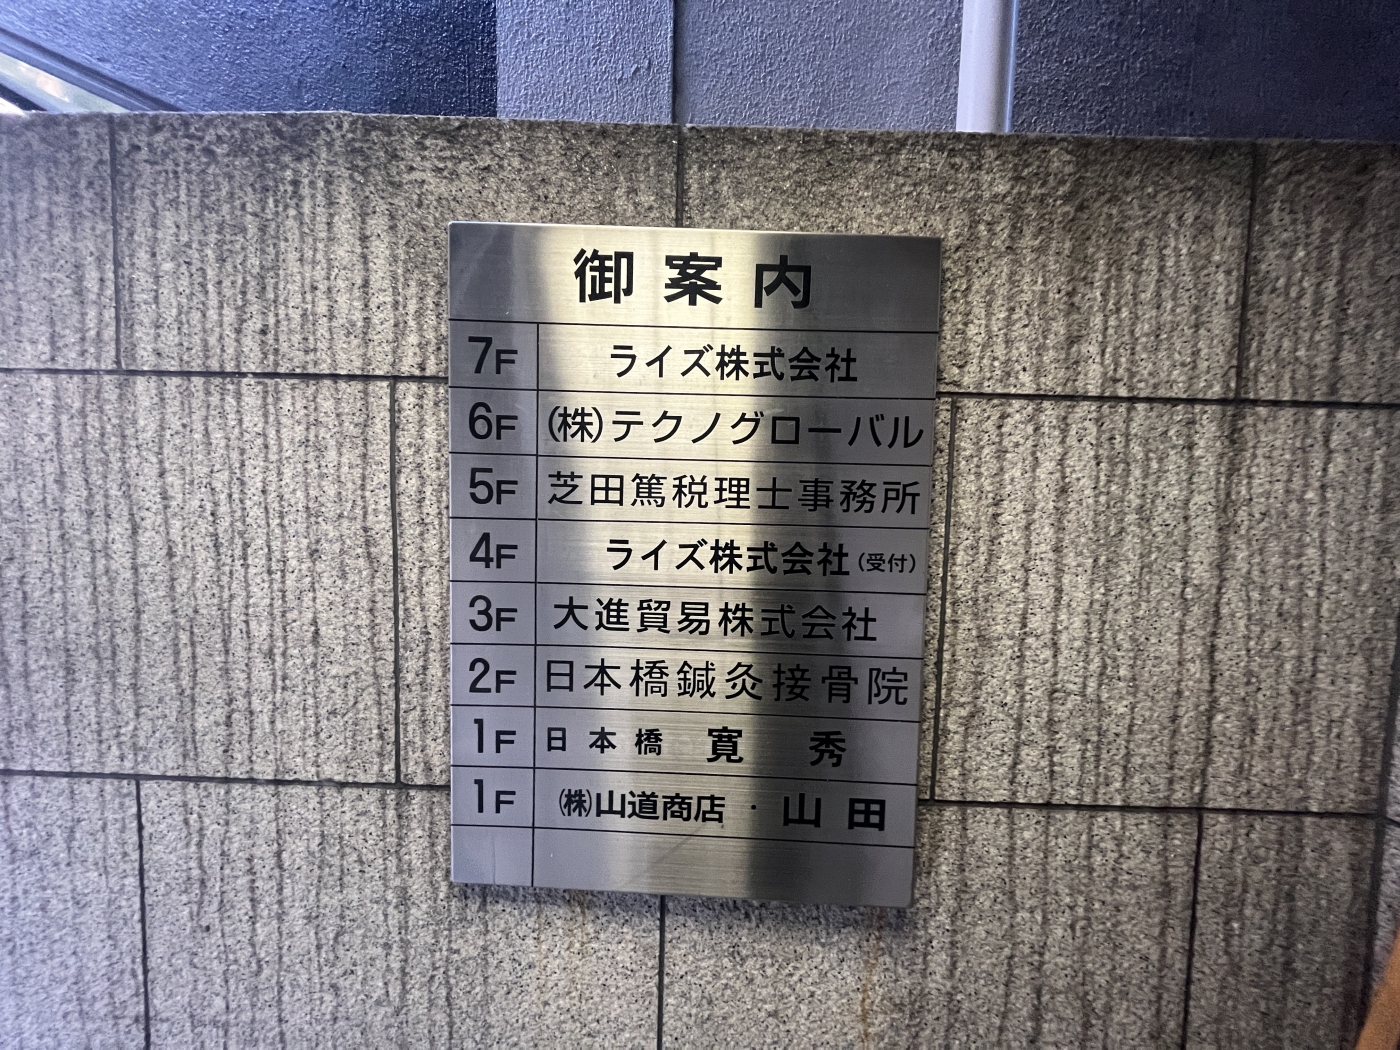 御案内
7F ライズ株式会社
6F (株)テクノグローバル
5F 芝田篤税理士事務所
4F ライズ株式会社(受付)
3F 大進貿易株式会社
2F 日本橋鍼灸接骨院
1F 日本橋 寛 秀
1F ㈱山道商店・山田